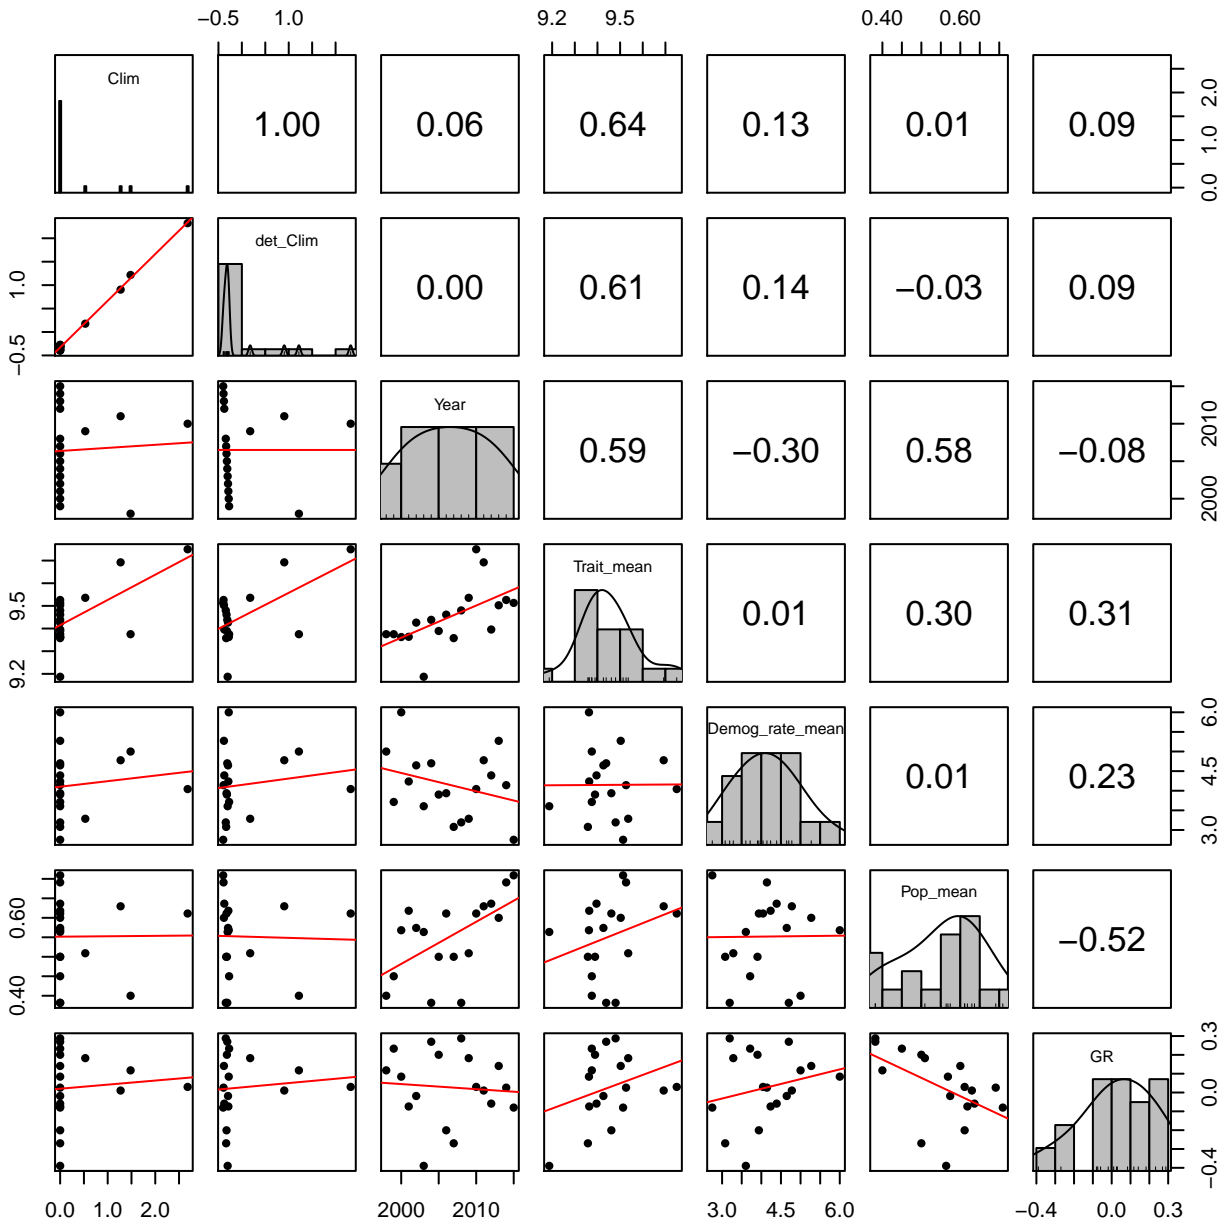 −0.5 1.0 9.2 9.5 0.40 0.60
Clim 1.00 0.06 0.64 0.13 0.01 0.09 0.0 1.0 2.0
−0.5 1.0 det_Clim 0.00 0.61 0.14 −0.03 0.09
Year 0.59 −0.30 0.58 −0.08 2000 2010
9.2 9.5 Trait_mean 0.01 0.30 0.31
Demog_rate_mean 0.01 0.23 3.0 4.5 6.0
0.40 0.60 Pop_mean −0.52
GR −0.4 0.0 0.3
0.0 1.0 2.0 2000 2010 3.0 4.5 6.0 −0.4 0.0 0.3